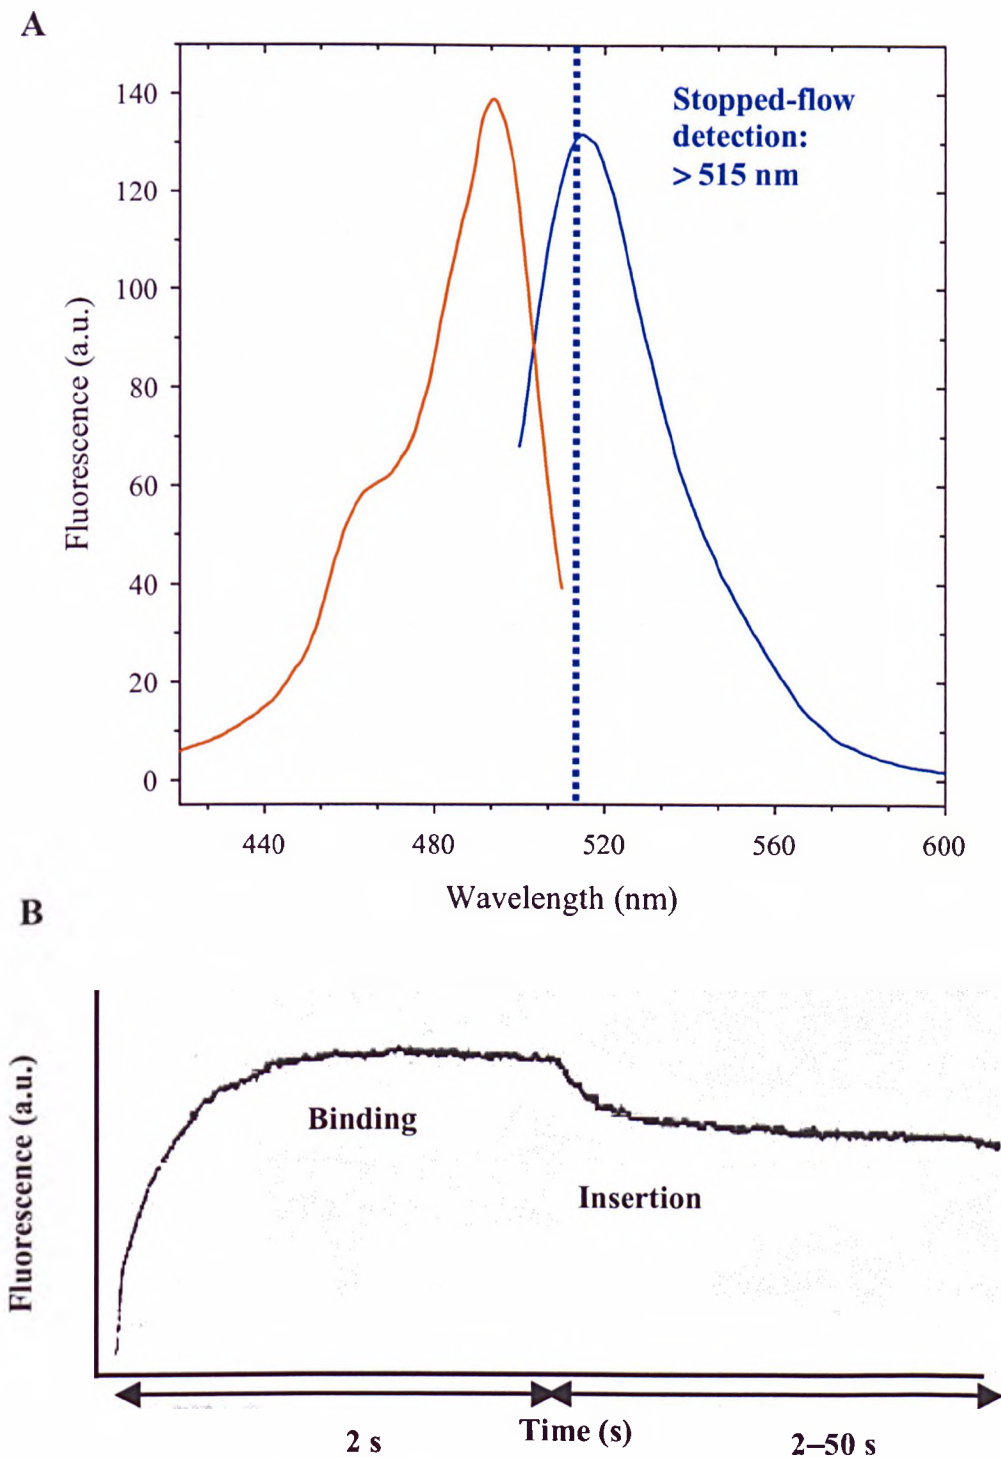 A
Stopped-flow
detection:
> 515 nm
140
120
100
80
60
40
20
0
Fluorescence (a.u.)
440 480 520 560 600
Wavelength (nm)
B
Fluorescence (a.u.)
Binding
Insertion
2 s
Time (s)
2–50 s